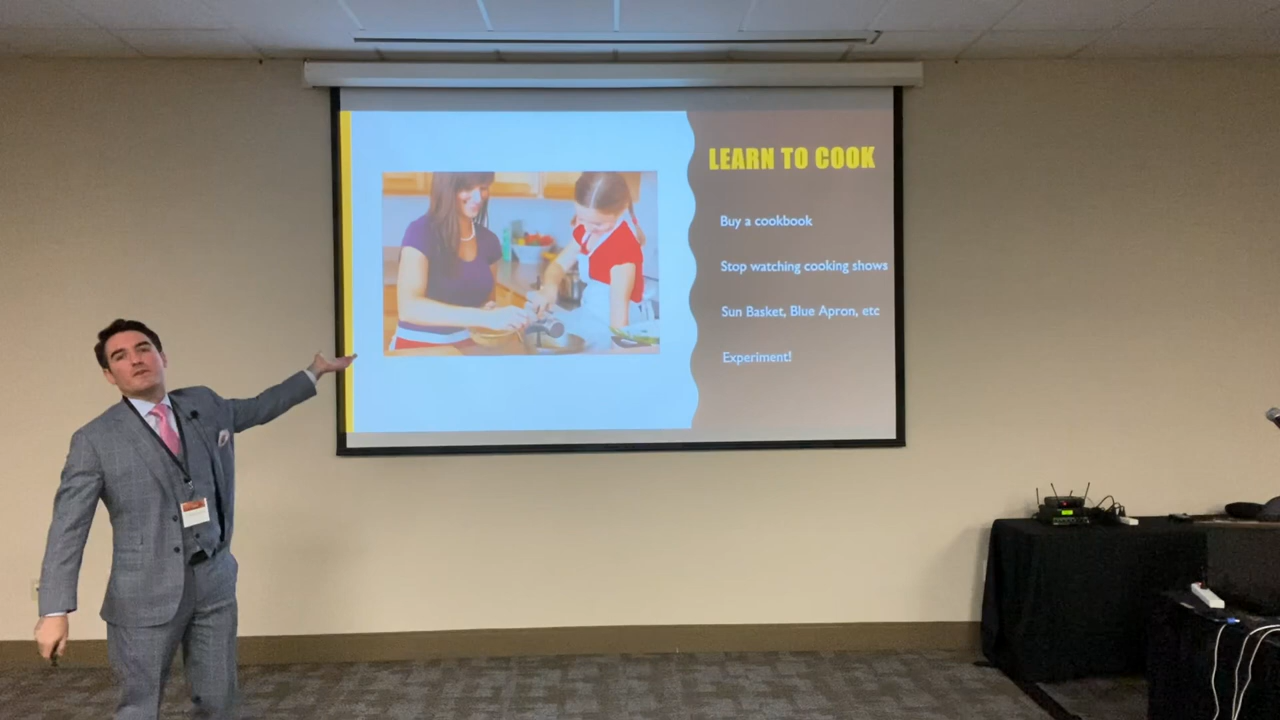 LEARN TO COOK
Buy a cookbook
Stop watching cooking shows
Sun Basket, Blue Apron, etc
Experiment!